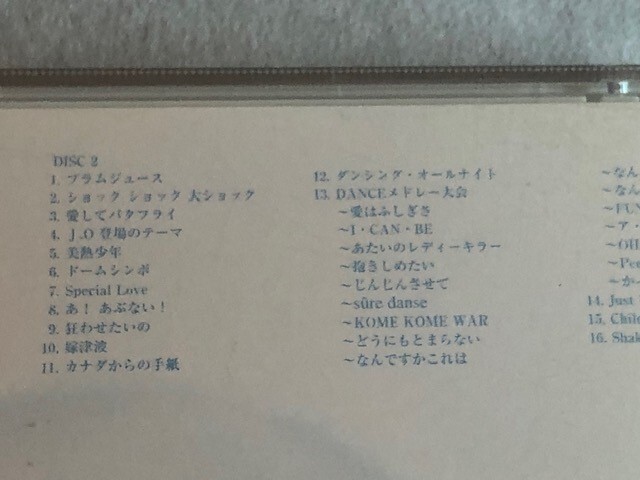 DISC 2
1. プラムジュース
2. ショック ショック 大ショック
3. 愛してバタフライ
4. J.O 登場のテーマ
5. 美熱少年
6. ドームシンボ
7. Special Love
8. あ！ あぶない！
9. 狂わせたいの
10. 嫁津波
11. カナダからの手紙
12. ダンシング・オールナイト
13. DANCEメドレー大会
～愛はふしぎさ
～I・CAN・BE
～あたいのレディーキラー
～抱きしめたい
～じんじんさせて
～sûre danse
～KOME KOME WAR
～どうにもとまらない
～なんですかこれは
～なん
～なん
～FUN
～ア・
～か
14. Just
15. Chil
16. Shak